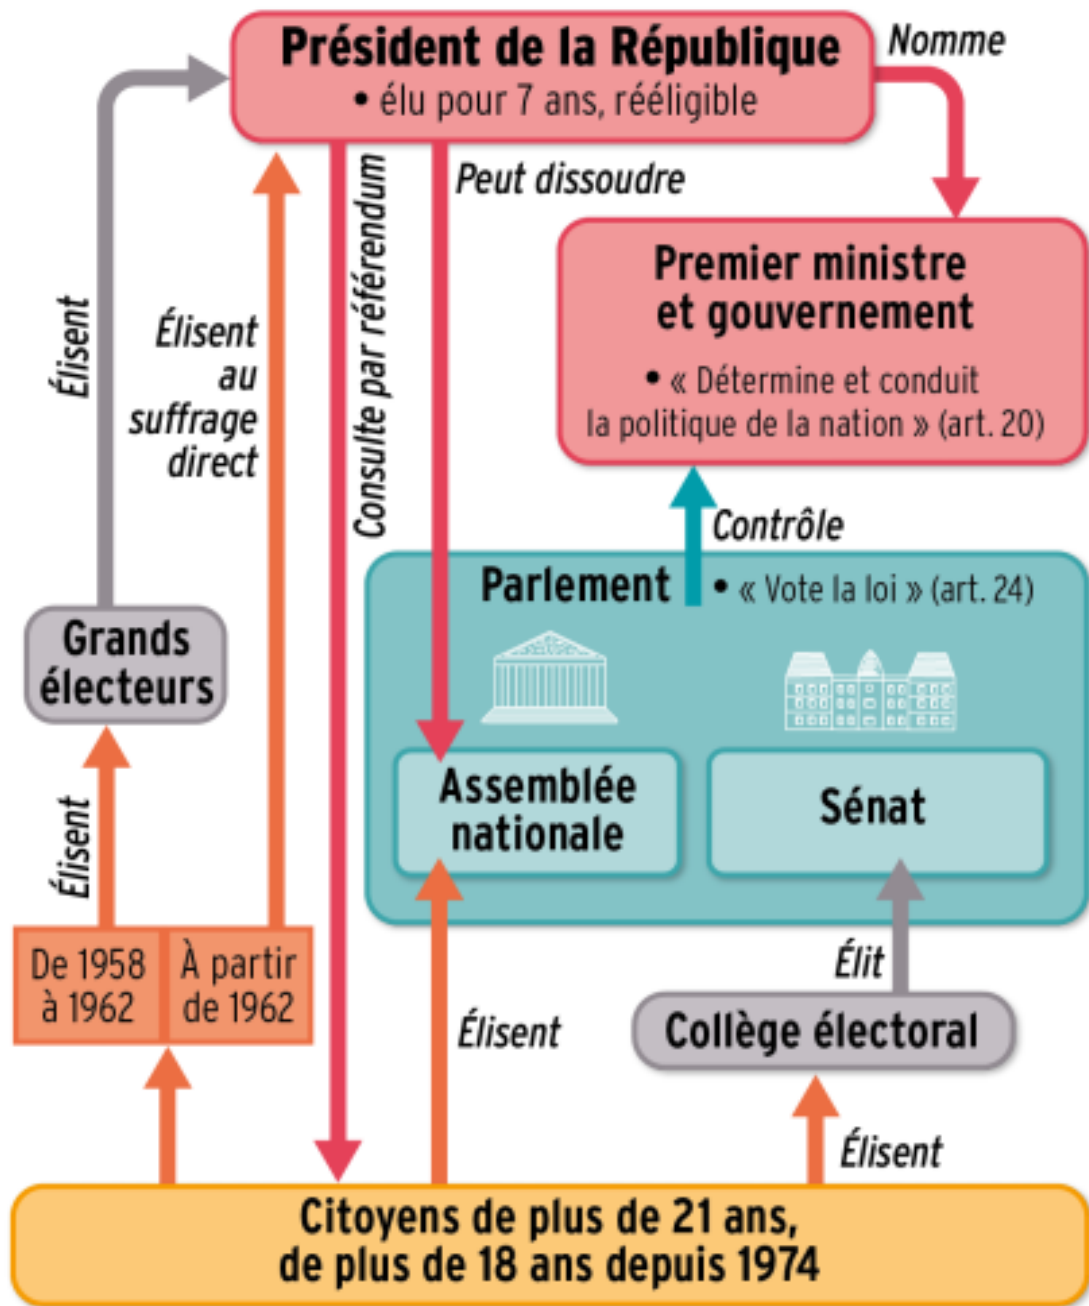 Président de la République
• élu pour 7 ans, rééligible
Nomme
Peut dissoudre
Consulte par référendum
Élisent
Élisent
au
suffrage
direct
Premier ministre
et gouvernement
• « Détermine et conduit
la politique de la nation » (art. 20)
Contrôle
Parlement
• « Vote la loi » (art. 24)
Grands
électeurs
Assemblée
nationale
Sénat
Élisent
De 1958
à 1962
À partir
de 1962
Élisent
Élit
Collège électoral
Élisent
Citoyens de plus de 21 ans,
de plus de 18 ans depuis 1974